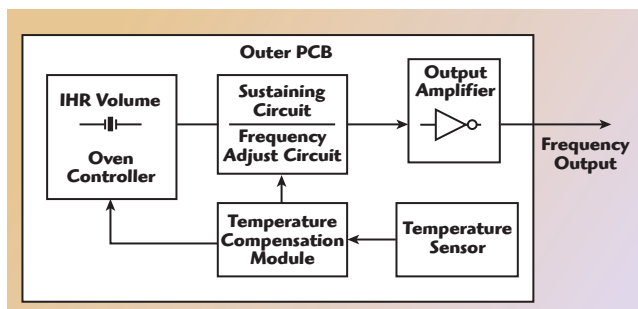 Outer PCB
IHR Volume
Oven
Controller
Sustaining
Circuit
Frequency
Adjust Circuit
Output
Amplifier
Frequency
Output
Temperature
Compensation
Module
Temperature
Sensor